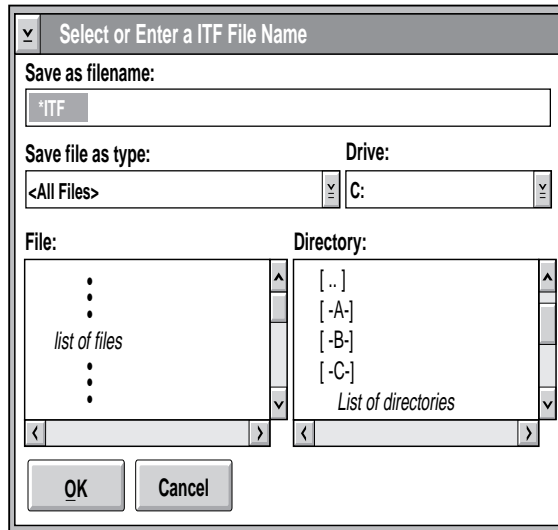 Select or Enter a ITF File Name
Save as filename:
*ITF
Save file as type:
Drive:
<All Files>
C:
File:
Directory:
list of files
[ .. ]
[ -A-]
[ -B-]
[ -C-]
List of directories
OK
Cancel